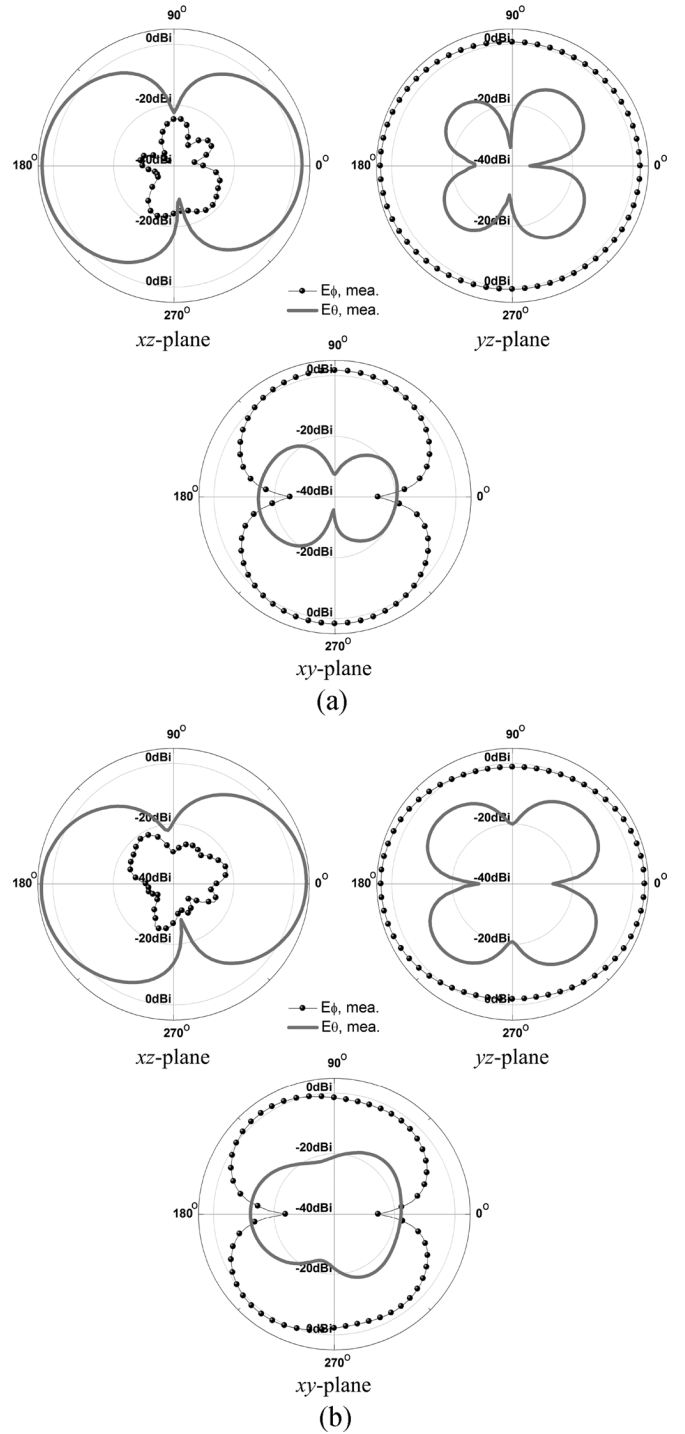 90°
90°
0dBi
0dBi
-20dBi
-20dBi
180°
-40dBi
0°
180°
-40dBi
0°
-20dBi
-20dBi
0dBi
0dBi
270°
270°
Eϕ, mea.
Eθ, mea.
xz-plane
yz-plane
90°
0dBi
-20dBi
180°
-40dBi
0°
-20dBi
0dBi
270°
xy-plane
(a)
90°
90°
0dBi
0dBi
-20dBi
-20dBi
180°
-40dBi
0°
180°
-40dBi
0°
-20dBi
-20dBi
0dBi
0dBi
270°
270°
Eϕ, mea.
Eθ, mea.
xz-plane
yz-plane
90°
0dBi
-20dBi
180°
-40dBi
0°
-20dBi
0dBi
270°
xy-plane
(b)